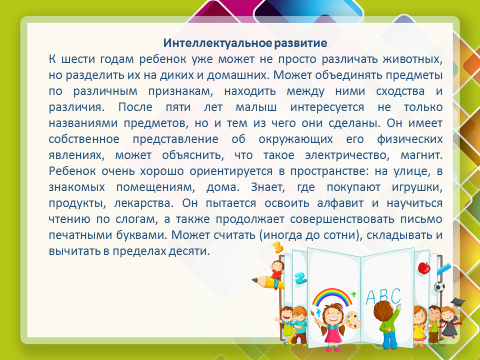 Интеллектуальное развитие
К шести годам ребенок уже может не просто различать животных,
но разделить их на диких и домашних. Может объединять предметы
по различным признакам, находить между ними сходства и
различия. После пяти лет малыш интересуется не только
названиями предметов, но и тем из чего они сделаны. Он имеет
собственное представление об окружающих его физических
явлениях, может объяснить, что такое электричество, магнит.
Ребенок очень хорошо ориентируется в пространстве: на улице, в
знакомых помещениям, дома. Знает, где покупают игрушки,
продукты, лекарства. Он пытается освоить алфавит и научиться
чтению по слогам, а также продолжает совершенствовать письмо
печатными буквами. Может считать (иногда до сотни), складывать и
вычитать в пределах десяти.
3
2
ABC